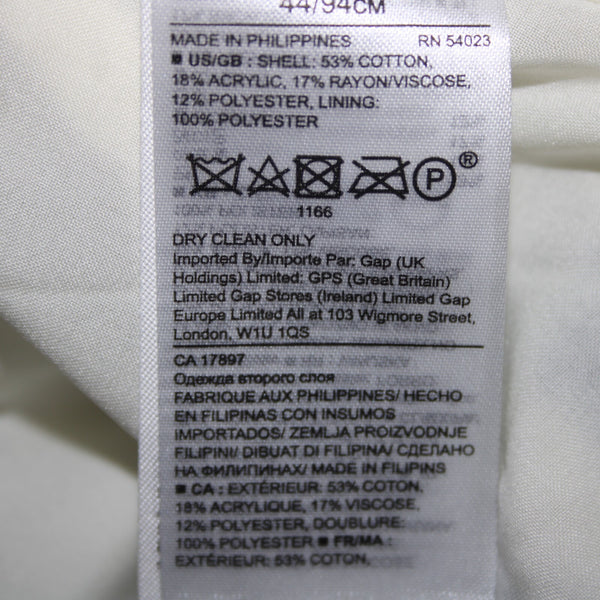 44/94CM
MADE IN PHILIPPINES RN 54023
■ US/GB : SHELL: 53% COTTON,
18% ACRYLIC, 17% RAYON/VISCOSE,
12% POLYESTER, LINING:
100% POLYESTER
P ®
1166
DRY CLEAN ONLY
Imported By/Importe Par: Gap (UK
Holdings) Limited: GPS (Great Britain)
Limited Gap Stores (Ireland) Limited Gap
Europe Limited All at 103 Wigmore Street,
London, W1U 1QS
CA 17897
Одежда второго слоя
FABRIQUE AUX PHILIPPINES/ HECHO
EN FILIPINAS CON INSUMOS
IMPORTADOS/ ZEMLJA PROIZVODNJE
FILIPINI/ DIBUAT DI FILIPINA/ СДЕЛАНО
НА ФИЛИПИНАХ/ MADE IN FILIPINS
■ CA : EXTÉRIEUR: 53% COTON,
18% ACRYLIQUE, 17% VISCOSE,
12% POLYESTER, DOUBLURE:
100% POLYESTER ■ FR/MA :
EXTÉRIEUR: 53% COTON,